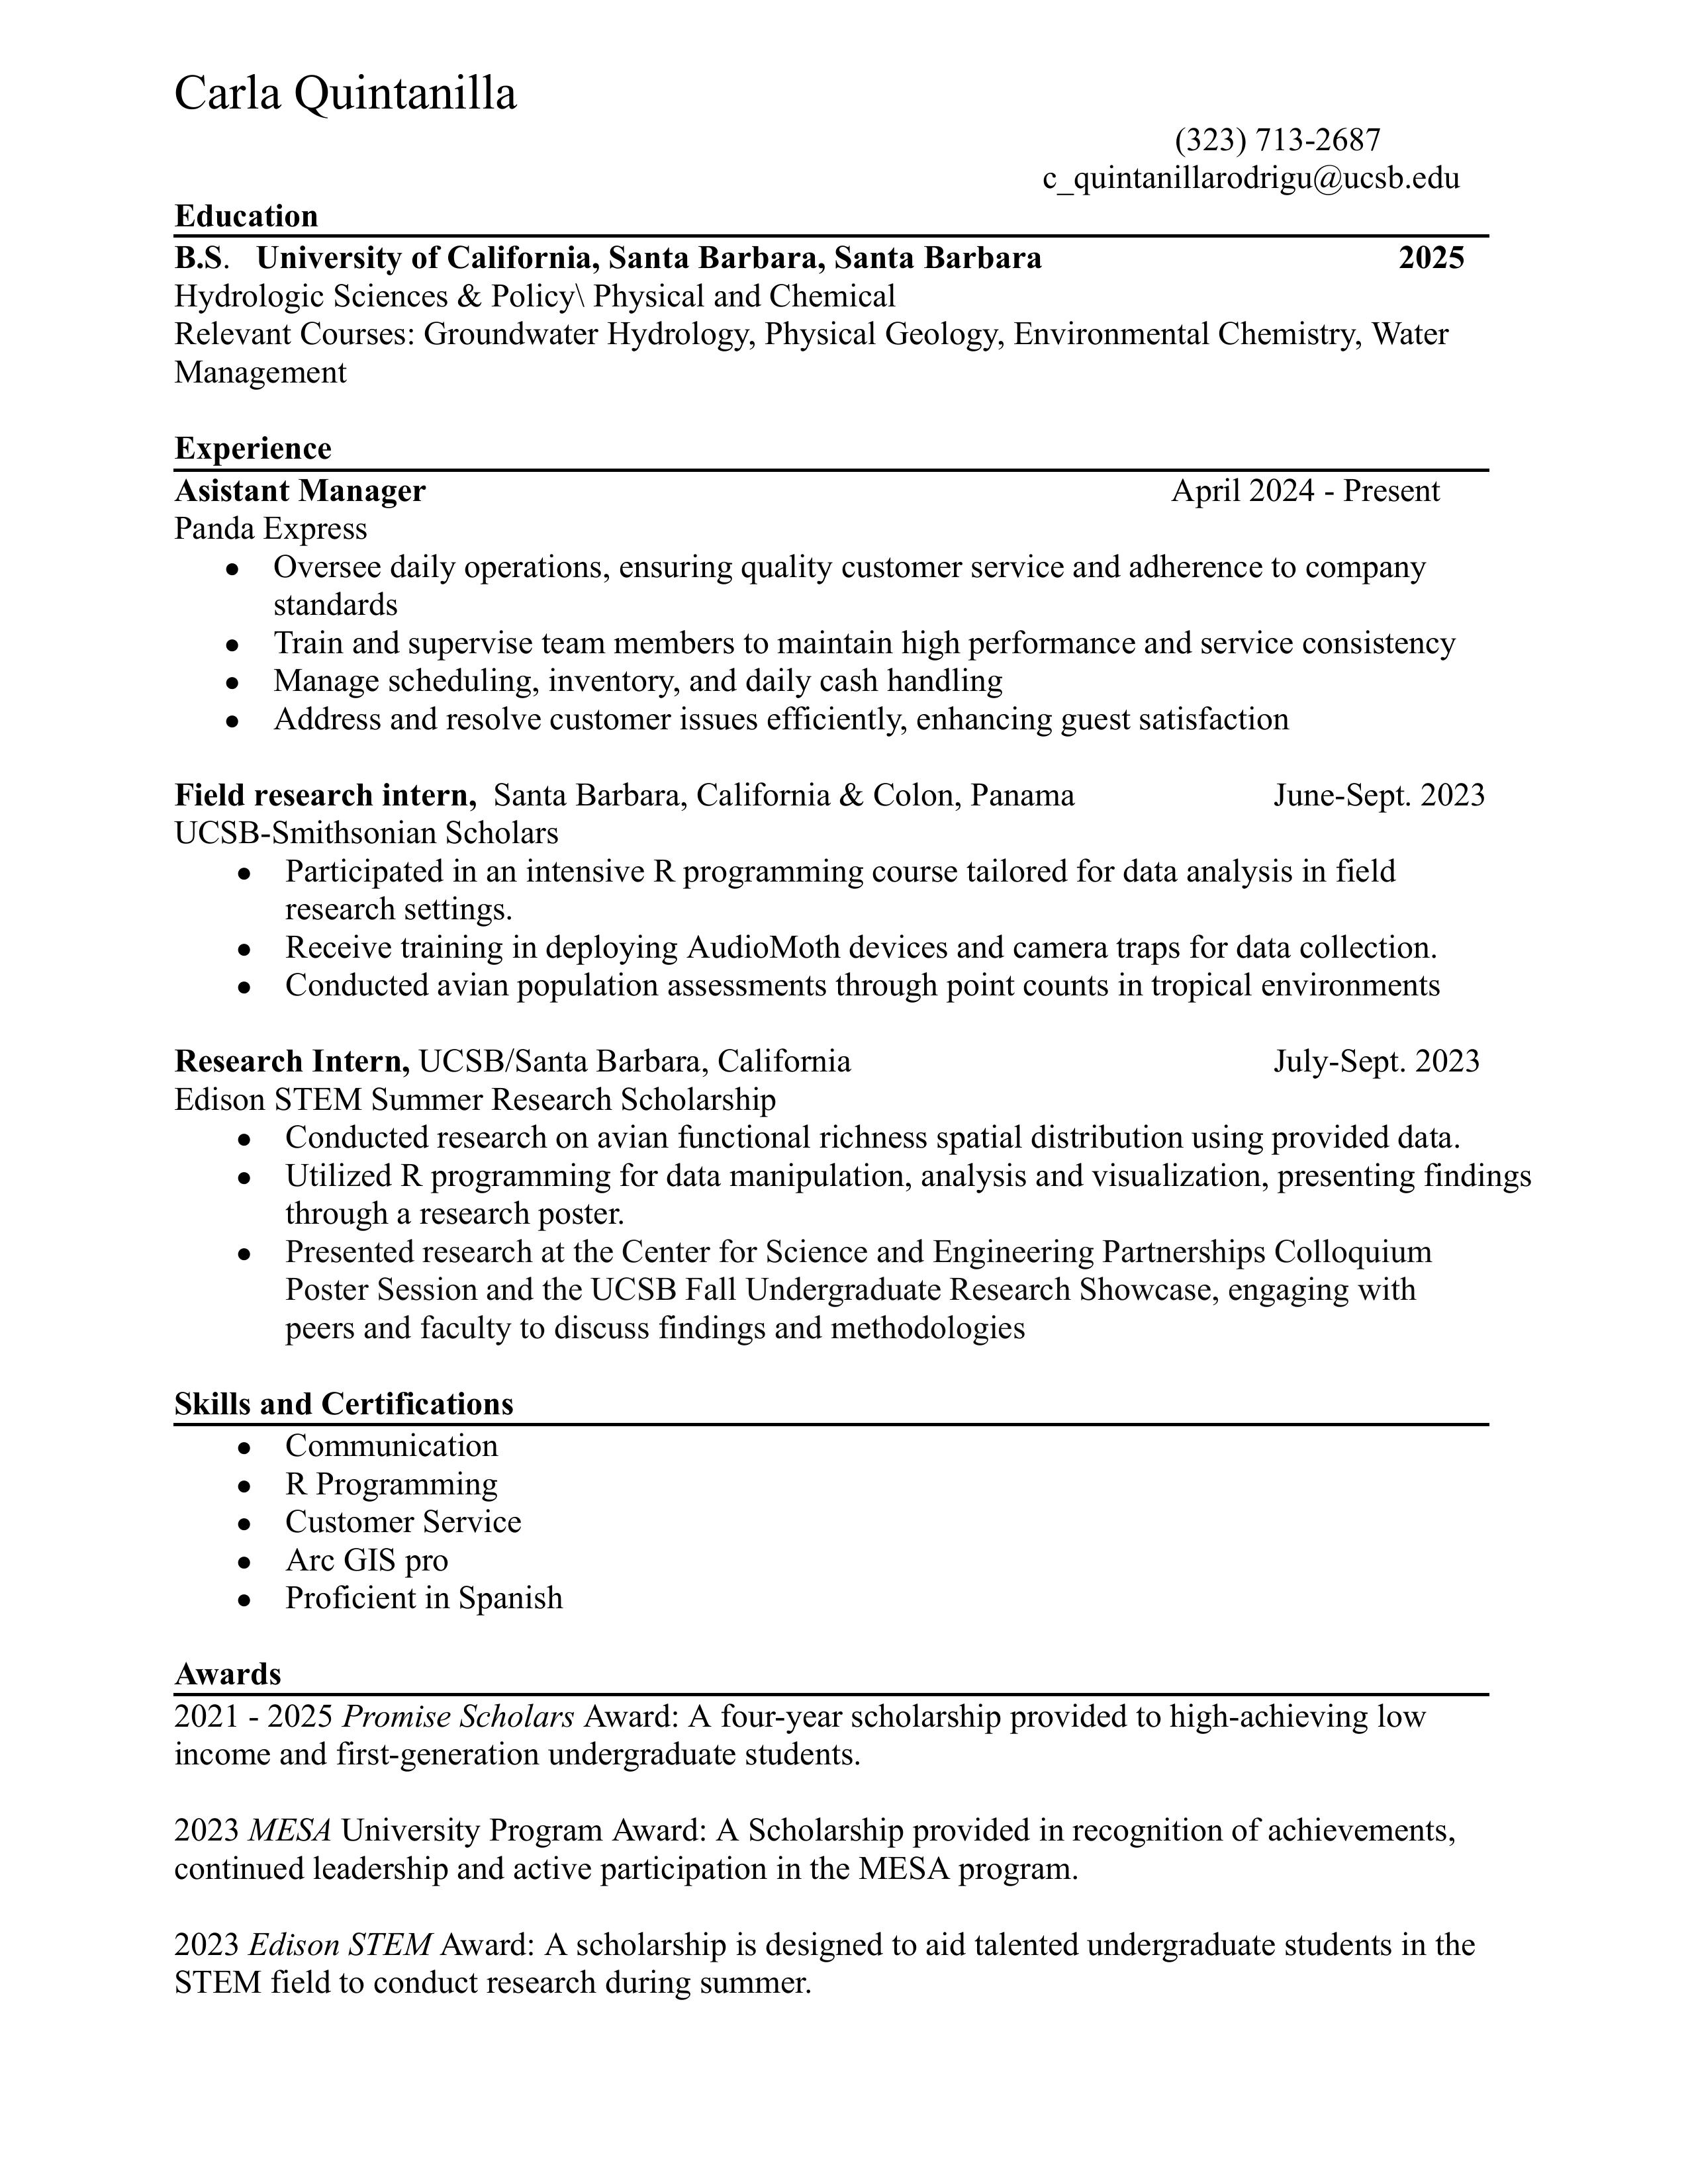 Carla Quintanilla
(323) 713-2687
c_quintanillarodrigu@ucsb.edu
Education
B.S. University of California, Santa Barbara, Santa Barbara 2025
Hydrologic Sciences & Policy\ Physical and Chemical
Relevant Courses: Groundwater Hydrology, Physical Geology, Environmental Chemistry, Water
Management
Experience
Asistant Manager April 2024 - Present
Panda Express
● Oversee daily operations, ensuring quality customer service and adherence to company
standards
● Train and supervise team members to maintain high performance and service consistency
● Manage scheduling, inventory, and daily cash handling
● Address and resolve customer issues efficiently, enhancing guest satisfaction
Field research intern, Santa Barbara, California & Colon, Panama June-Sept. 2023
UCSB-Smithsonian Scholars
● Participated in an intensive R programming course tailored for data analysis in field
research settings.
● Receive training in deploying AudioMoth devices and camera traps for data collection.
● Conducted avian population assessments through point counts in tropical environments
Research Intern, UCSB/Santa Barbara, California July-Sept. 2023
Edison STEM Summer Research Scholarship
● Conducted research on avian functional richness spatial distribution using provided data.
● Utilized R programming for data manipulation, analysis and visualization, presenting findings
through a research poster.
● Presented research at the Center for Science and Engineering Partnerships Colloquium
Poster Session and the UCSB Fall Undergraduate Research Showcase, engaging with
peers and faculty to discuss findings and methodologies
Skills and Certifications
● Communication
● R Programming
● Customer Service
● Arc GIS pro
● Proficient in Spanish
Awards
2021 - 2025 Promise Scholars Award: A four-year scholarship provided to high-achieving low
income and first-generation undergraduate students.
2023 MESA University Program Award: A Scholarship provided in recognition of achievements,
continued leadership and active participation in the MESA program.
2023 Edison STEM Award: A scholarship is designed to aid talented undergraduate students in the
STEM field to conduct research during summer.